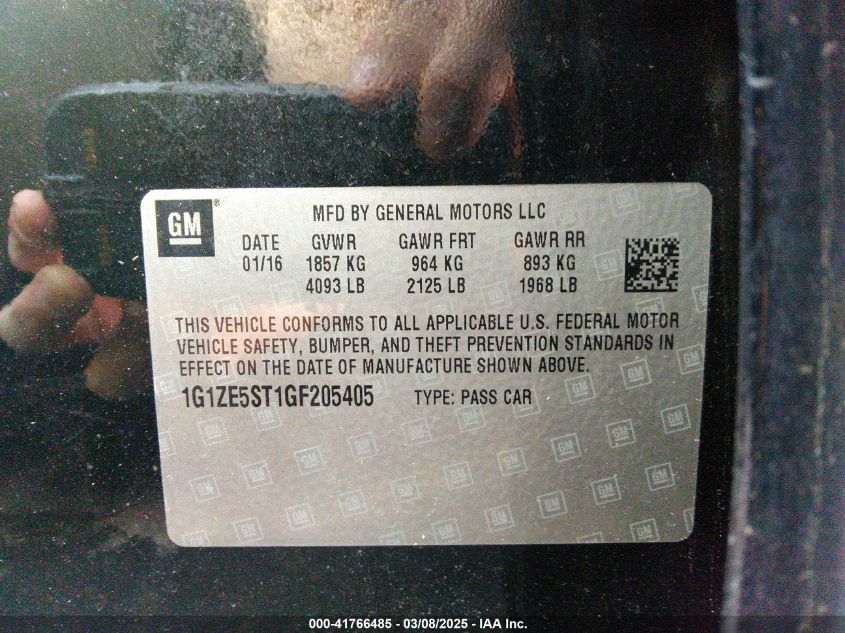 GM®
MFD BY GENERAL MOTORS LLC
DATE GVWR GAWR FRT GAWR RR
01/16 1857 KG 964 KG 893 KG
4093 LB 2125 LB 1968 LB
THIS VEHICLE CONFORMS TO ALL APPLICABLE U.S. FEDERAL MOTOR
VEHICLE SAFETY, BUMPER, AND THEFT PREVENTION STANDARDS IN
EFFECT ON THE DATE OF MANUFACTURE SHOWN ABOVE.
1G1ZE5ST1GF205405 TYPE: PASS CAR
000-41766485 - 03/08/2025 - IAA Inc.